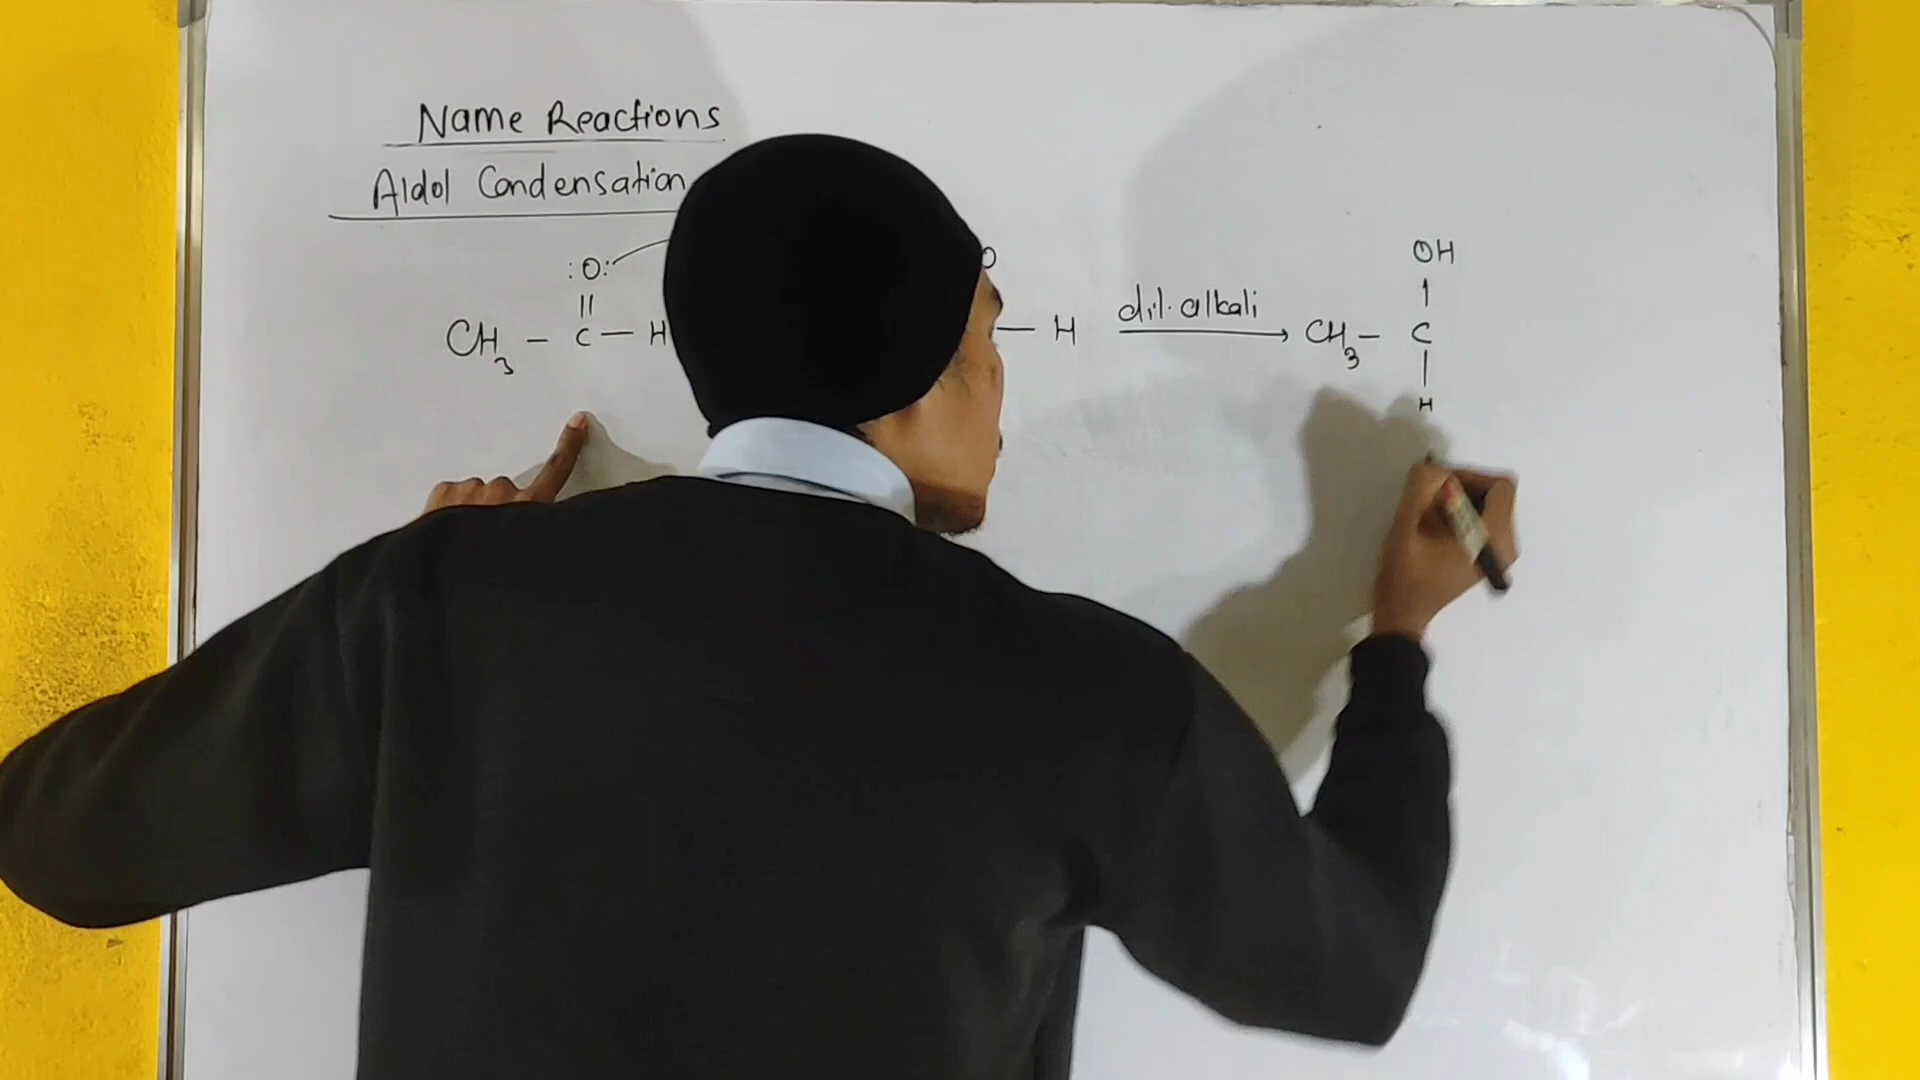 Name Reactions
Aldol Condensation
:O: O OH
|| |
CH3 - C - H - H dil. alkali → CH3 - C
|
H